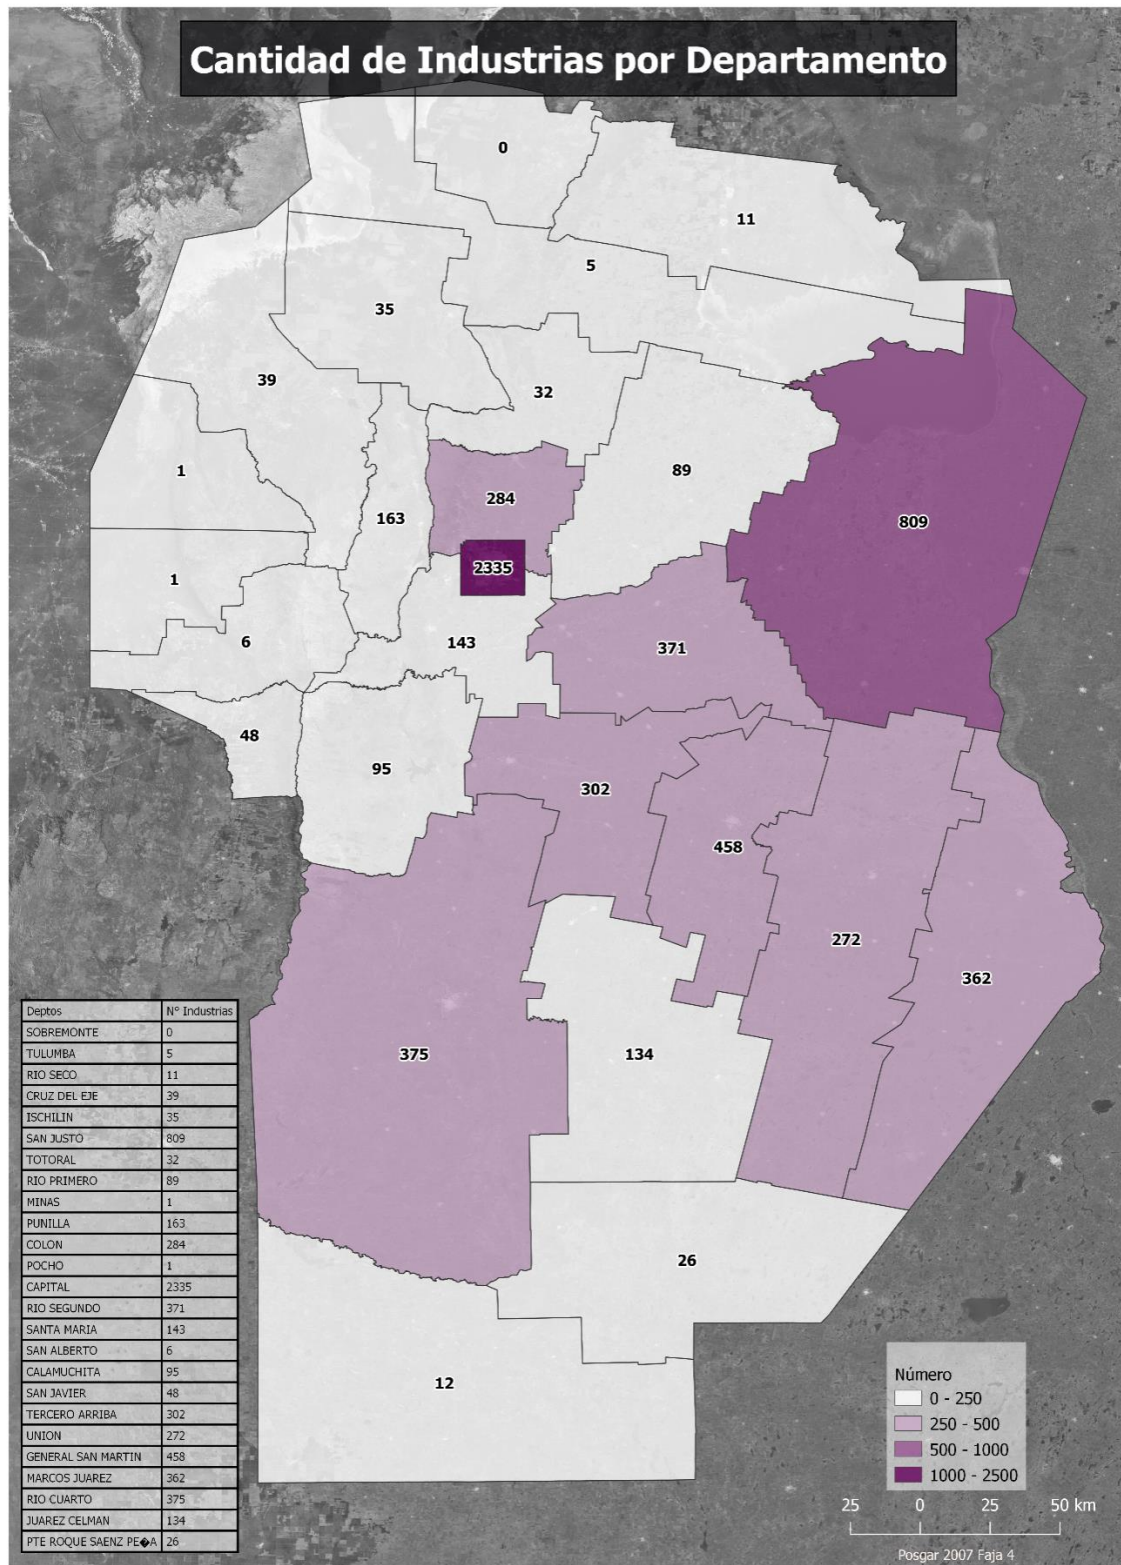 Cantidad de Industrias por Departamento
0
11
5
35
39
32
1
89
284
163
809
2335
1
6
143
371
48
95
302
458
272
362
375
134
26
12
Deptos N° Industrias
SOBREMONTE 0
TULUMBA 5
RIO SECO 11
CRUZ DEL EJE 39
ISCHILIN 35
SAN JUSTO 809
TOTORAL 32
RIO PRIMERO 89
MINAS 1
PUNILLA 163
COLON 284
POCHO 1
CAPITAL 2335
RIO SEGUNDO 371
SANTA MARIA 143
SAN ALBERTO 6
CALAMUCHITA 95
SAN JAVIER 48
TERCERO ARRIBA 302
UNION 272
GENERAL SAN MARTIN 458
MARCOS JUAREZ 362
RIO CUARTO 375
JUAREZ CELMAN 134
PTE ROQUE SAENZ PE�A 26
Número
0 - 250
250 - 500
500 - 1000
1000 - 2500
25 0 25 50 km
Posgar 2007 Faja 4